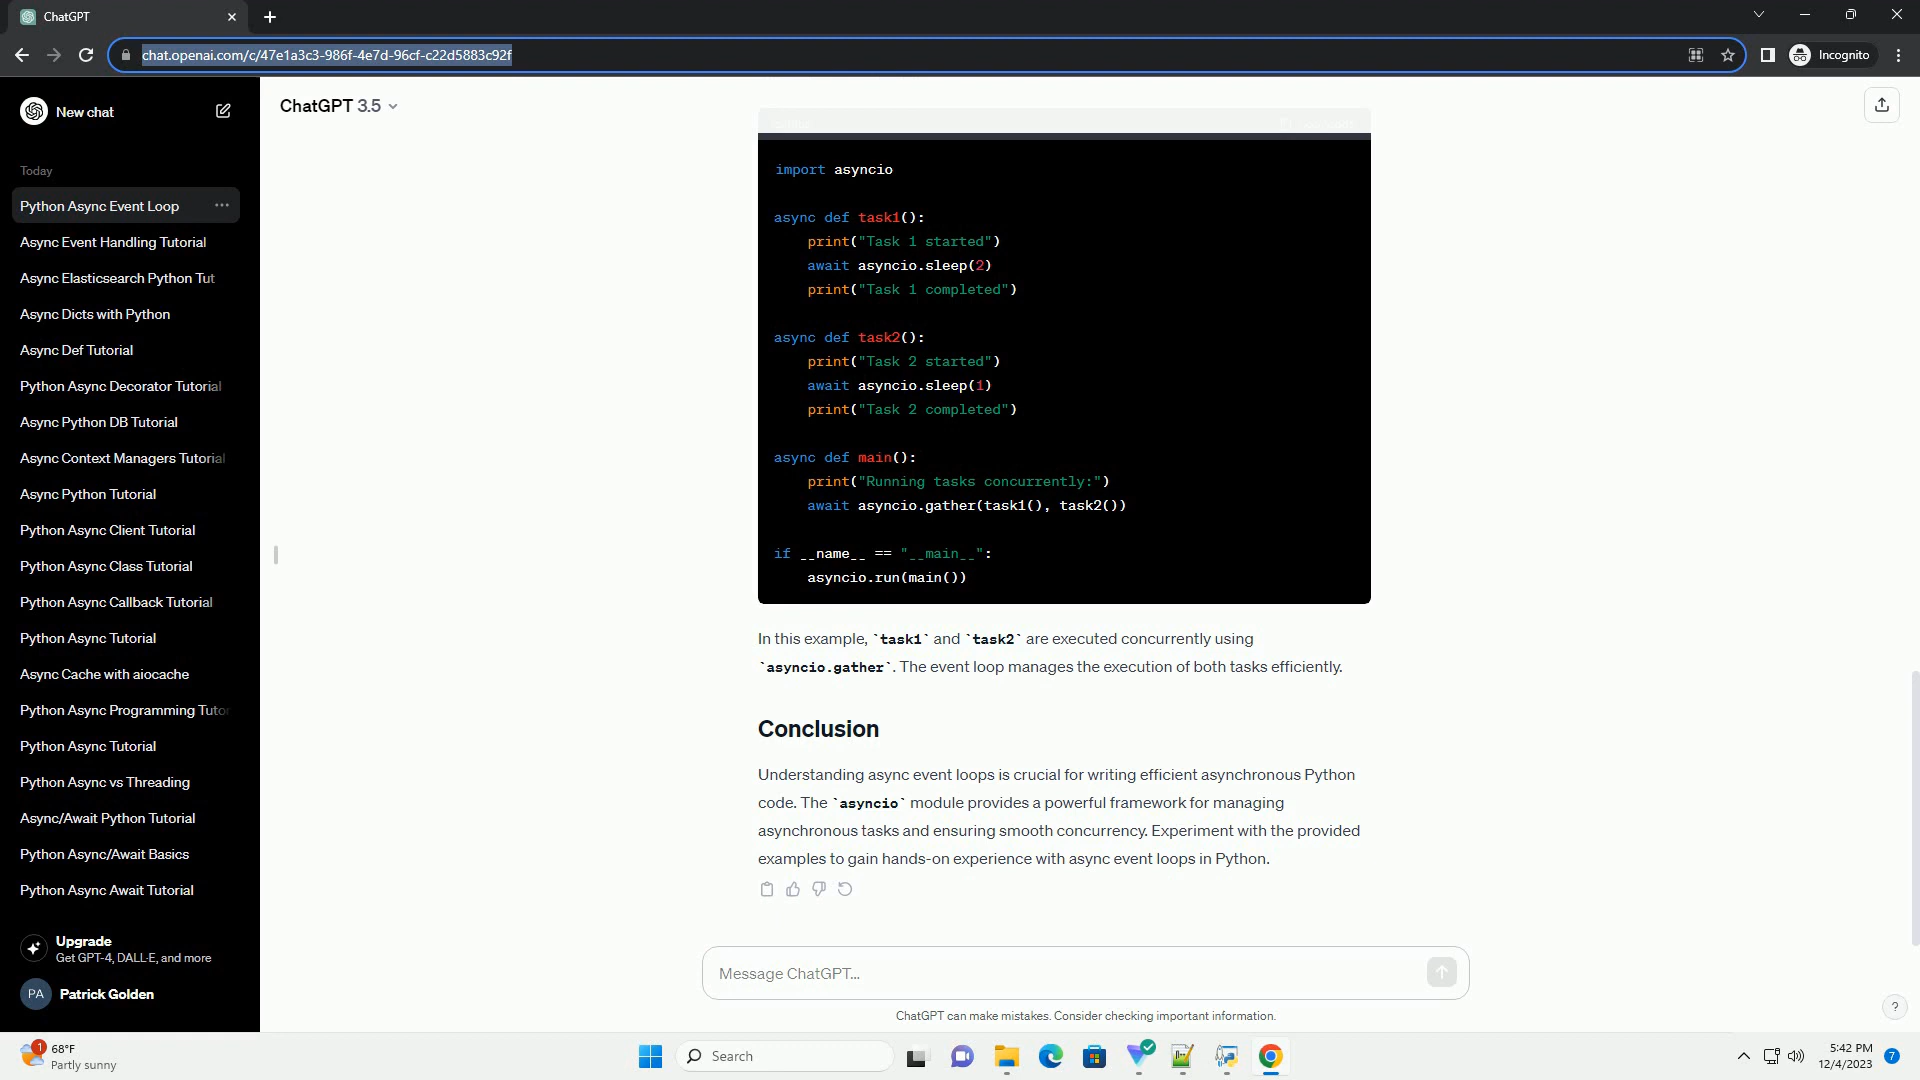 ChatGPT
chat.openai.com/c/47e1a3c3-986f-4e7d-96cf-c22d5883c92f
Incognito
New chat
Today
Python Async Event Loop
Async Event Handling Tutorial
Async Elasticsearch Python Tut
Async Dicts with Python
Async Def Tutorial
Python Async Decorator Tutorial
Async Python DB Tutorial
Async Context Managers Tutorial
Async Python Tutorial
Python Async Client Tutorial
Python Async Class Tutorial
Python Async Callback Tutorial
Python Async Tutorial
Async Cache with aiocache
Python Async Programming Tutor
Python Async Tutorial
Python Async vs Threading
Async/Await Python Tutorial
Python Async/Await Basics
Python Async Await Tutorial
Upgrade
Get GPT-4, DALL·E, and more
PA
Patrick Golden
ChatGPT 3.5
import asyncio
async def task1():
print("Task 1 started")
await asyncio.sleep(2)
print("Task 1 completed")
async def task2():
print("Task 2 started")
await asyncio.sleep(1)
print("Task 2 completed")
async def main():
print("Running tasks concurrently:")
await asyncio.gather(task1(), task2())
if __name__ == "__main__":
asyncio.run(main())
In this example, `task1` and `task2` are executed concurrently using
`asyncio.gather`. The event loop manages the execution of both tasks efficiently.
Conclusion
Understanding async event loops is crucial for writing efficient asynchronous Python
code. The `asyncio` module provides a powerful framework for managing
asynchronous tasks and ensuring smooth concurrency. Experiment with the provided
examples to gain hands-on experience with async event loops in Python.
Message ChatGPT...
ChatGPT can make mistakes. Consider checking important information.
?
1
68°F
Partly sunny
Search
5:42 PM
12/4/2023
7